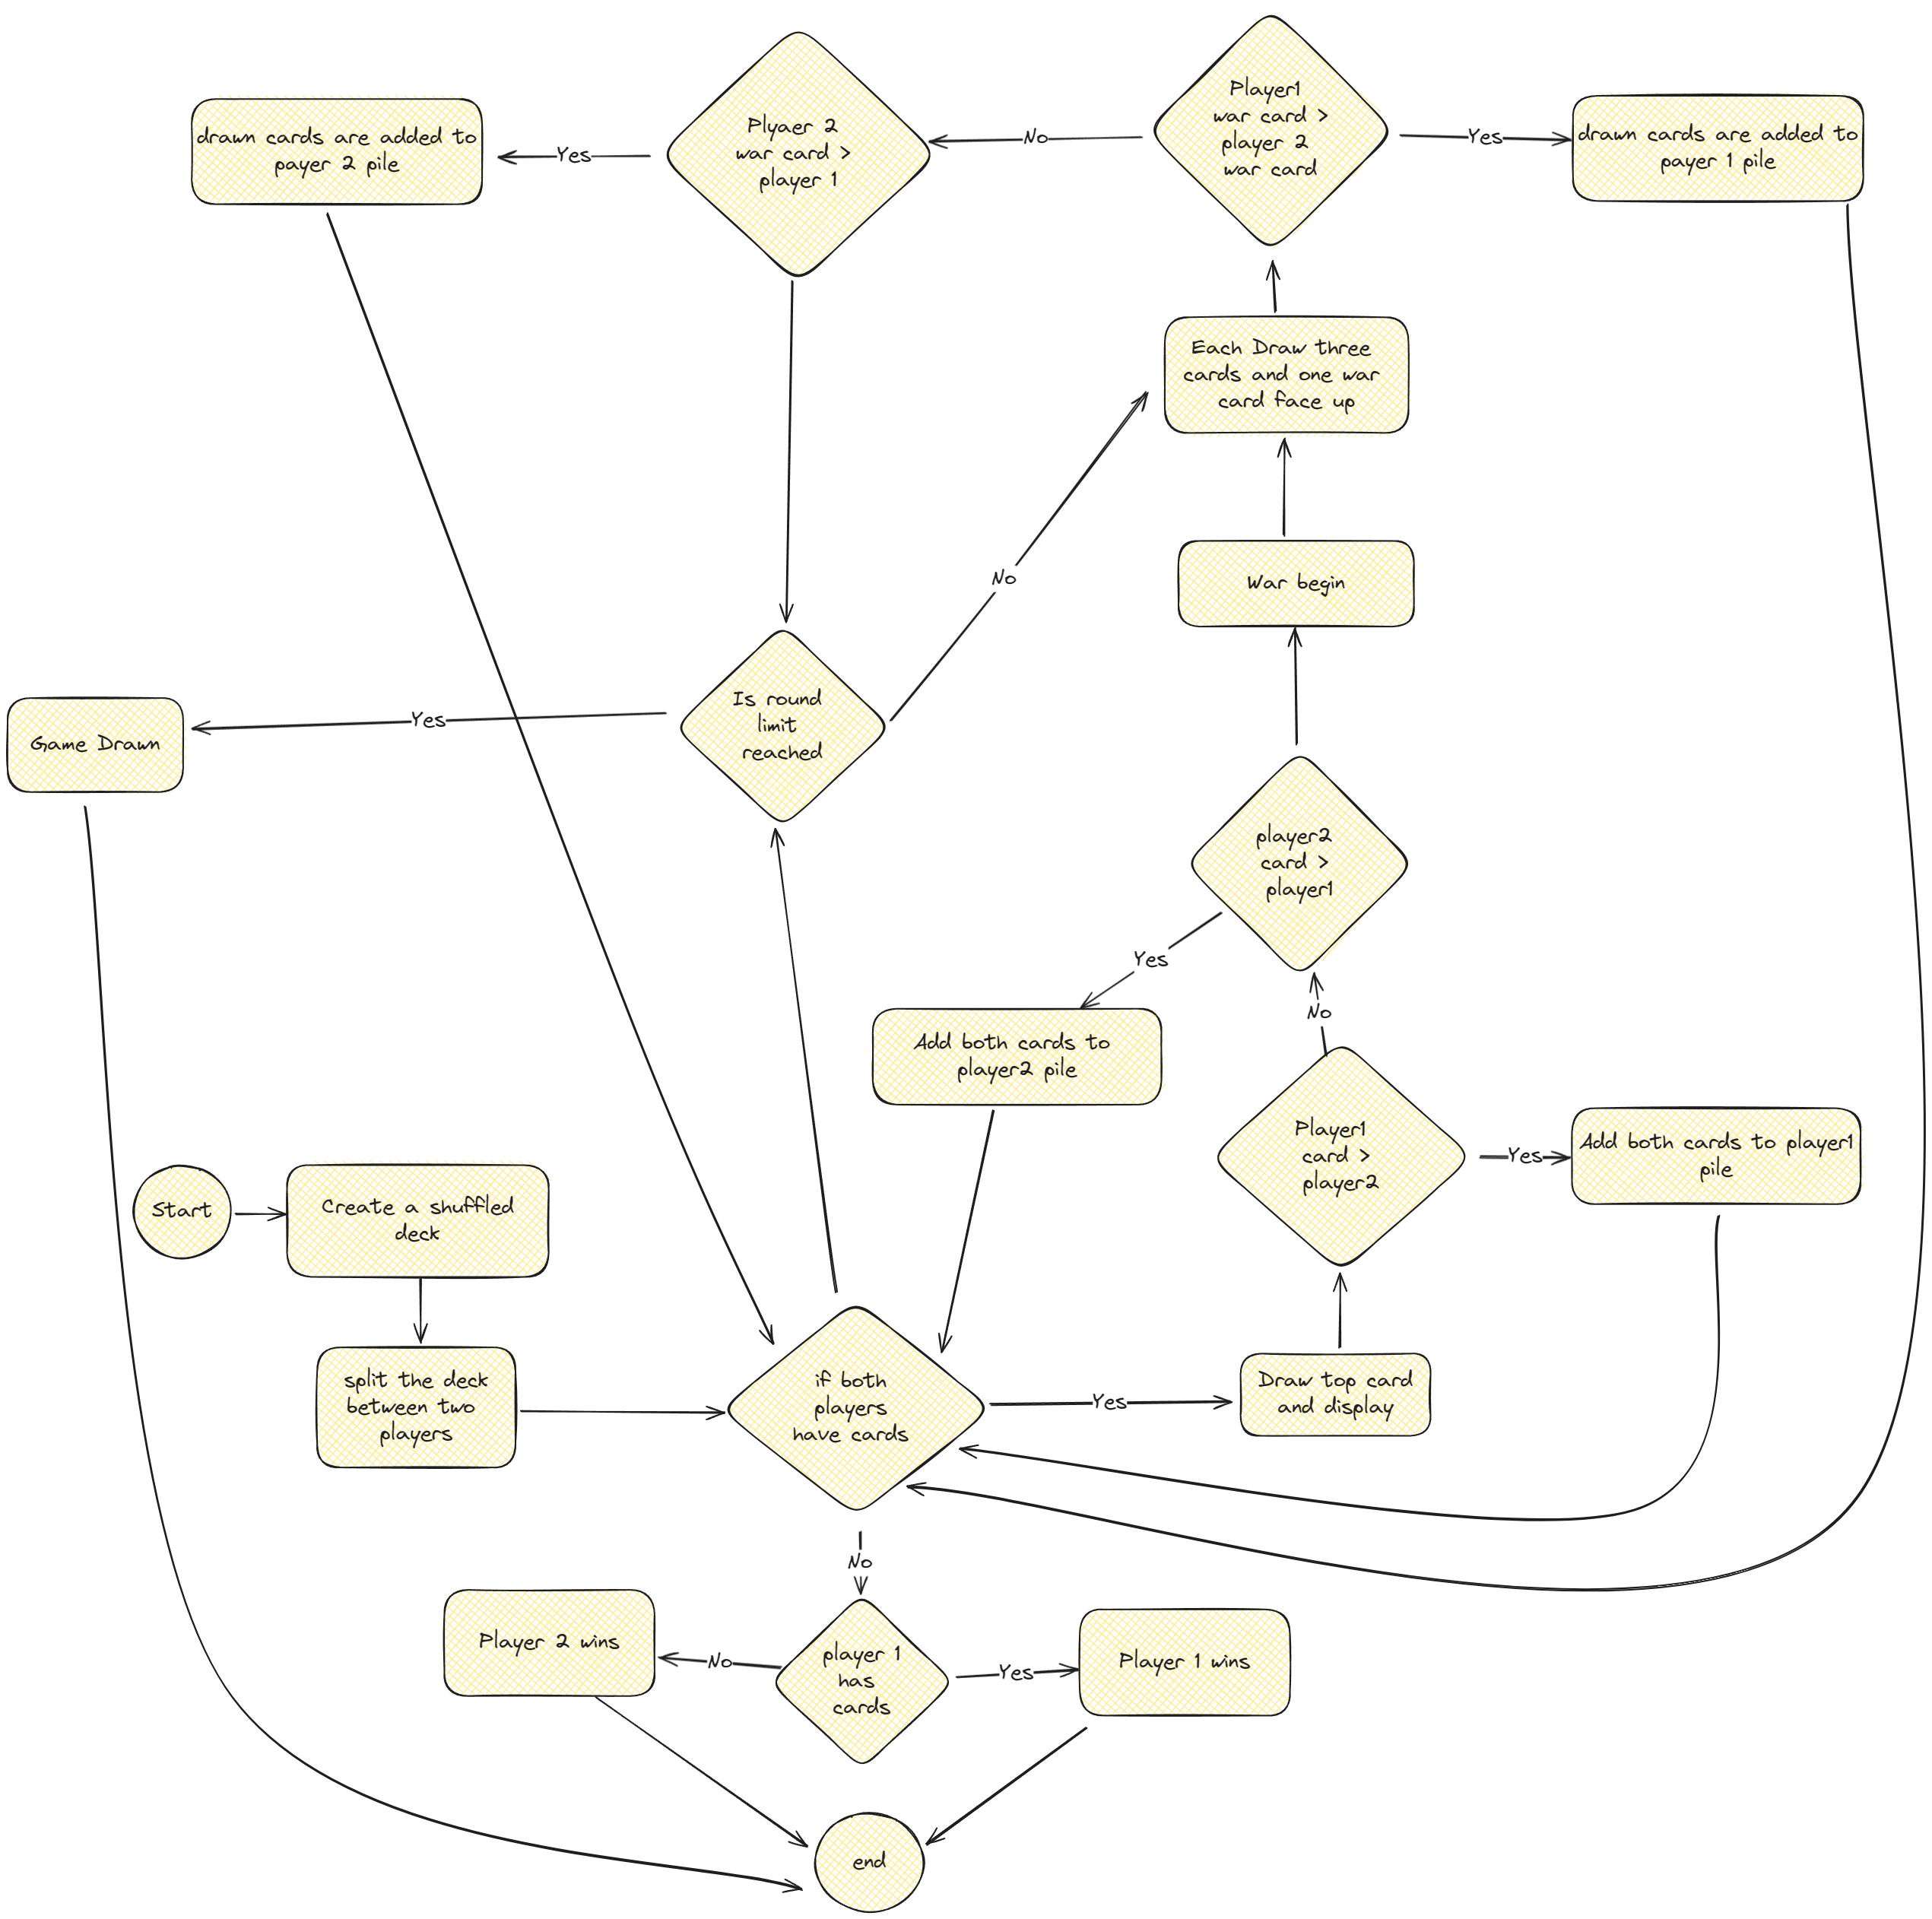 Player1
war card >
player 2
war card
Plyaer 2
war card >
player 1
drawn cards are added to
payer 2 pile
Yes
No
Yes
drawn cards are added to
payer 1 pile
Each Draw three
cards and one war
card face up
No
War begin
Is round
limit
reached
Yes
Game Drawn
player2
card >
player1
Yes
No
Add both cards to
player2 pile
Player1
card >
player2
Yes
Add both cards to player1
pile
Start
Create a shuffled
deck
split the deck
between two
players
if both
players
have cards
Yes
Draw top card
and display
No
Player 2 wins
No
player 1
has
cards
Yes
Player 1 wins
end